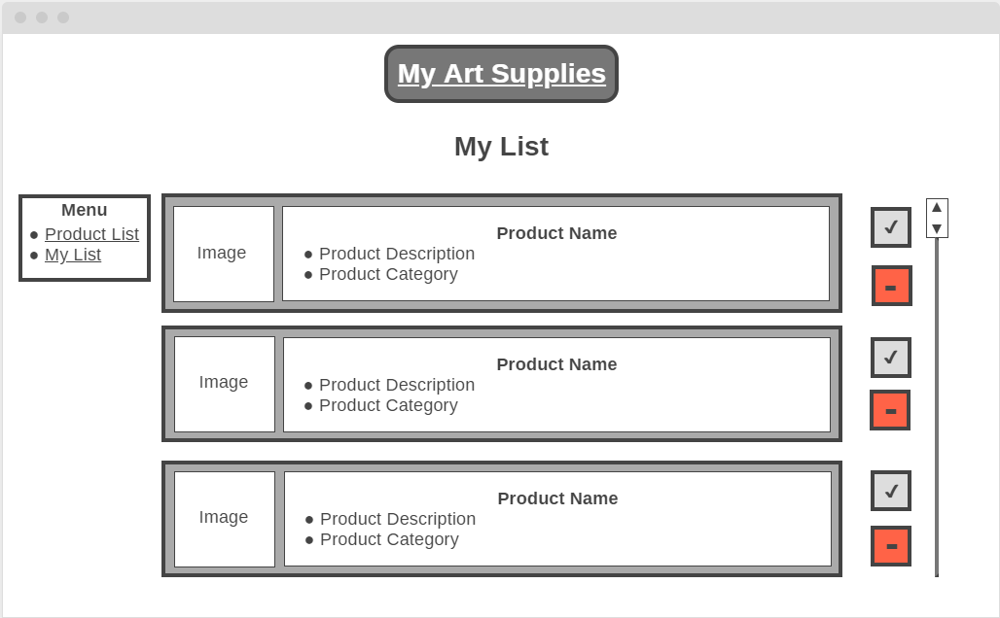 My Art Supplies
My List
Menu
● Product List
● My List
Image
Product Name
● Product Description
● Product Category
✓
▲
▼
-
Image
Product Name
● Product Description
● Product Category
✓
-
Image
Product Name
● Product Description
● Product Category
✓
-